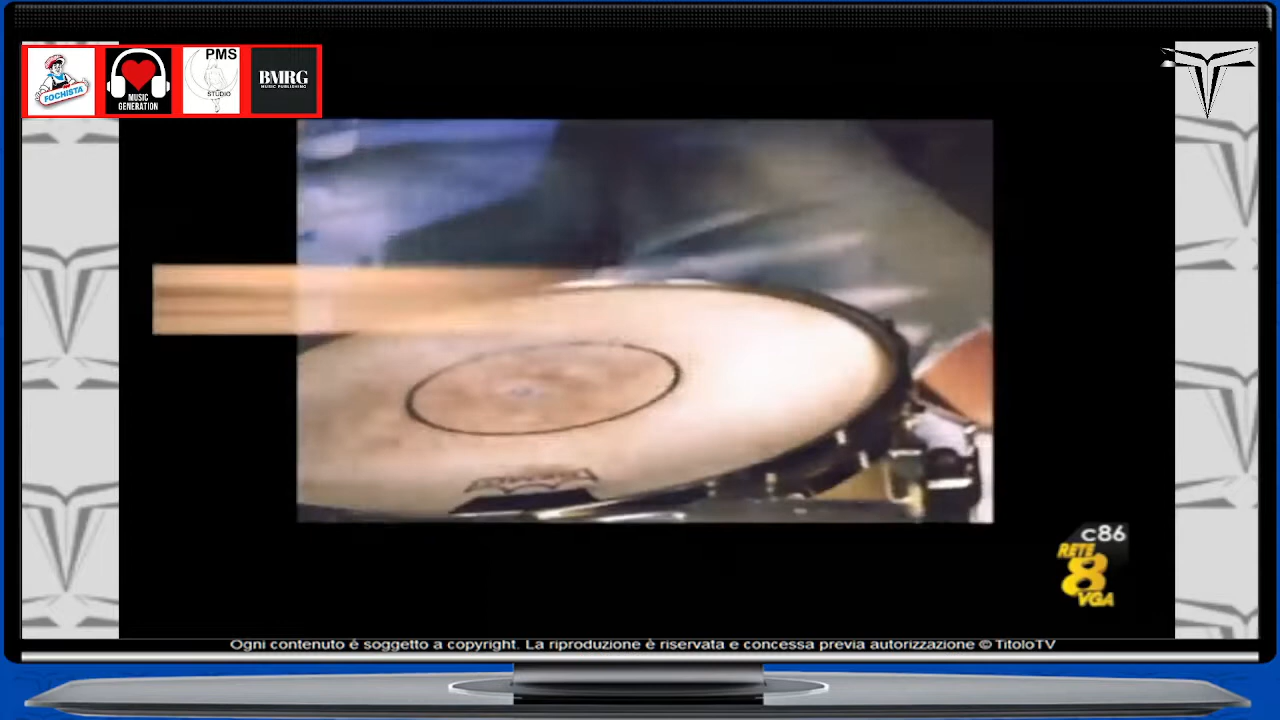 FOCHISTA
MUSIC
GENERATION
PMS
STUDIO
BMRG
MUSIC PUBLISHING
c86
RETE
8
VGA
Ogni contenuto é soggetto a copyright. La riproduzione è riservata e concessa previa autorizzazione © TitoloTV